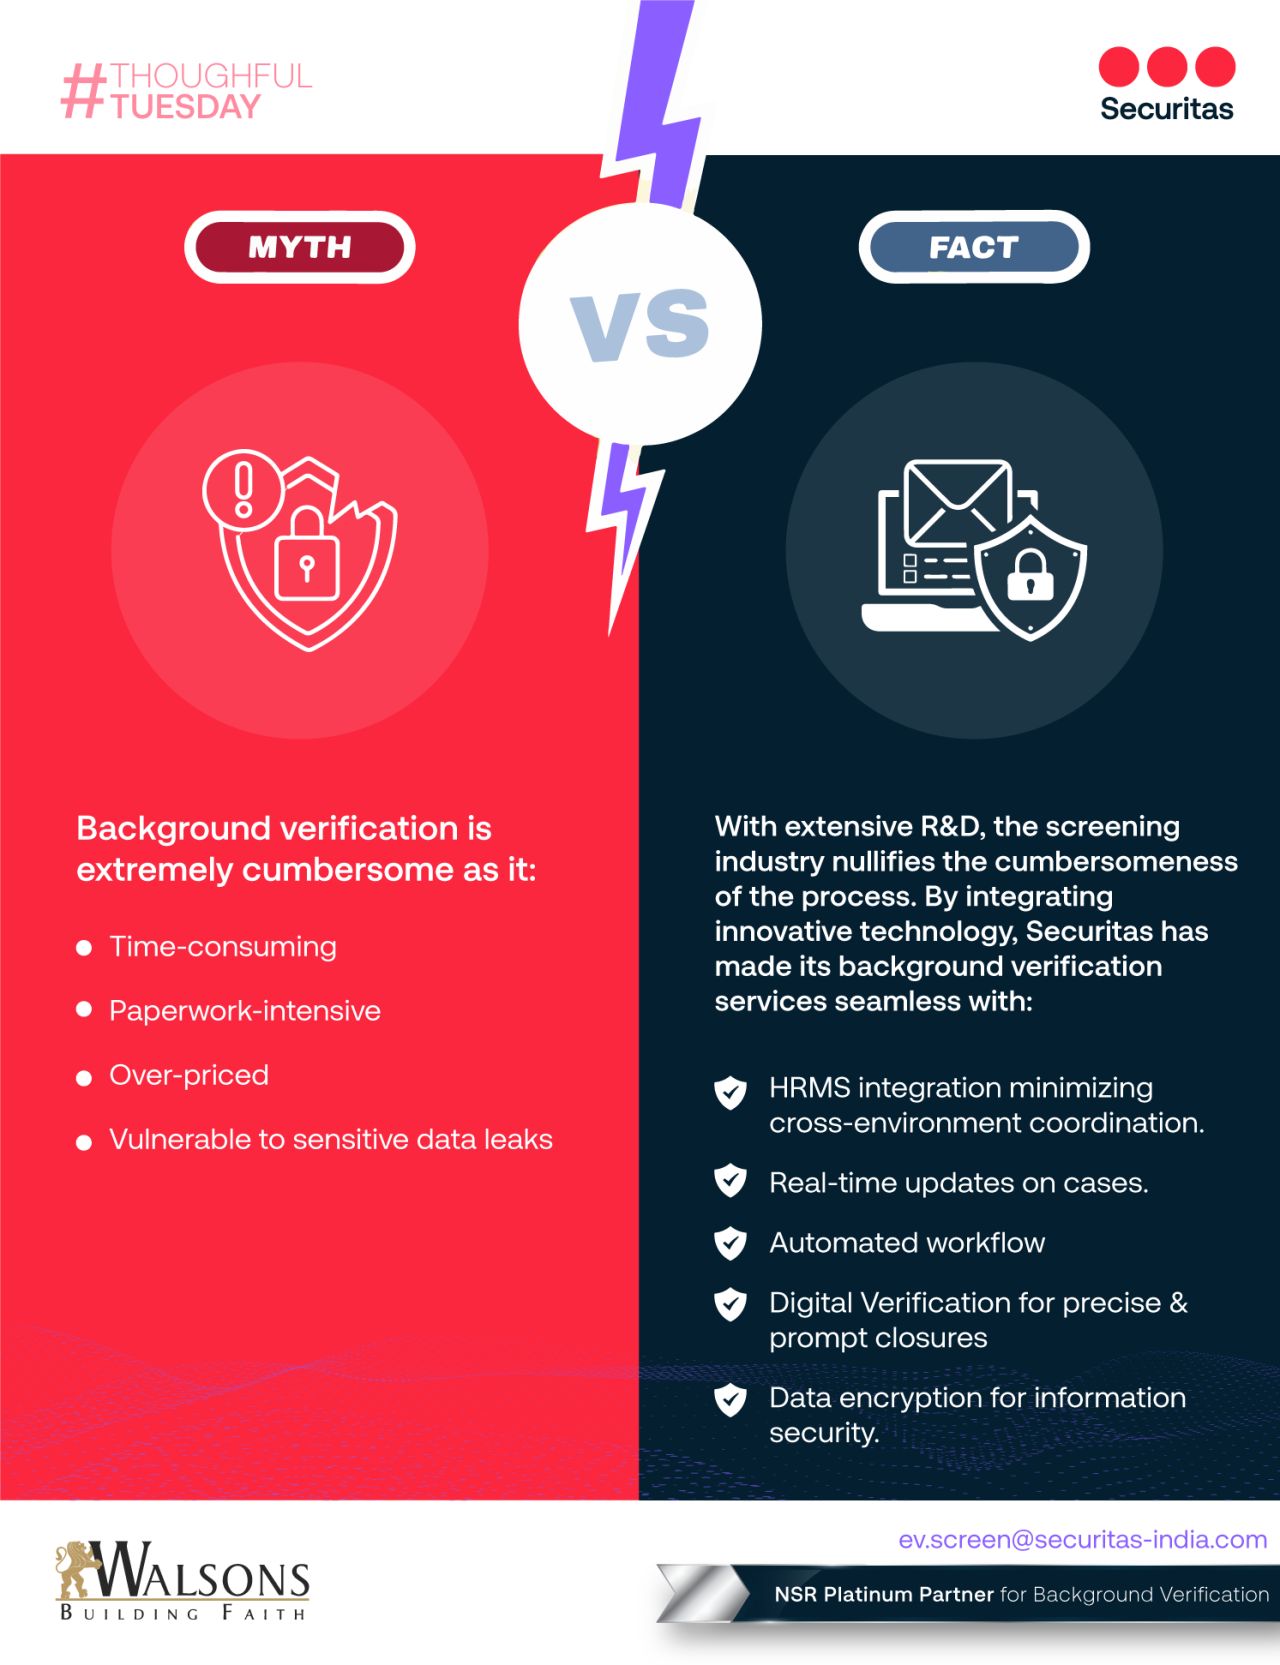 #THOUGHFUL
TUESDAY
Securitas
MYTH
VS
FACT
Background verification is
extremely cumbersome as it:
Time-consuming
Paperwork-intensive
Over-priced
Vulnerable to sensitive data leaks
With extensive R&D, the screening
industry nullifies the cumbersomeness
of the process. By integrating
innovative technology, Securitas has
made its background verification
services seamless with:
HRMS integration minimizing
cross-environment coordination.
Real-time updates on cases.
Automated workflow
Digital Verification for precise &
prompt closures
Data encryption for information
security.
WALSONS
BUILDING FAITH
ev.screen@securitas-india.com
NSR Platinum Partner for Background Verification